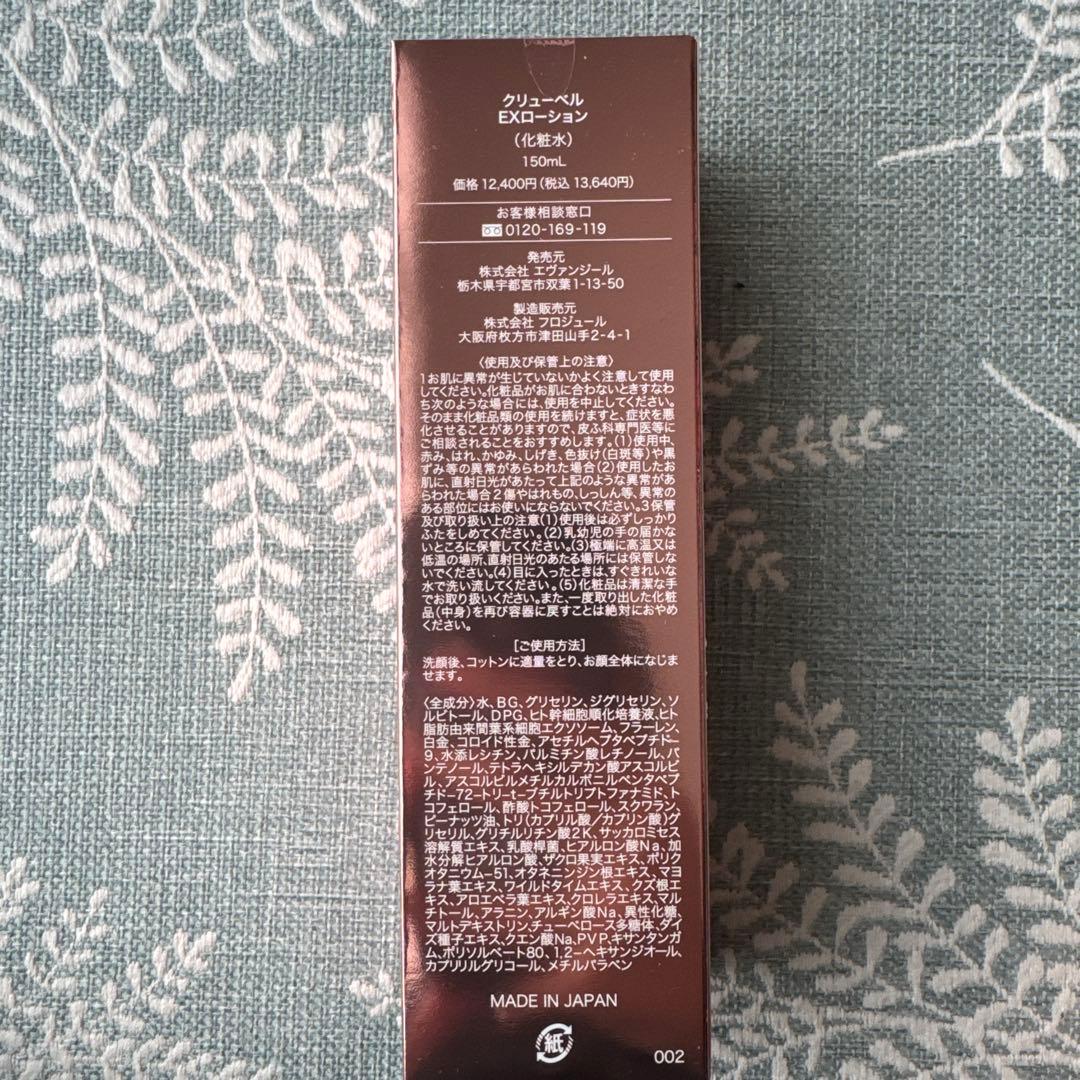 クリューベル
EXローション
（化粧水）
150mL
価格 12,400円（税込 13,640円）
お客様相談窓口
0120-169-119
発売元
株式会社 エヴァンジール
栃木県宇都宮市双葉1-13-50
製造販売元
株式会社 フロジュール
大阪府枚方市津田山手2-4-1
〈使用及び保管上の注意〉
1お肌に異常が生じていないかよく注意して使用
してください。化粧品がお肌に合わないときすなわ
ち次のような場合には、使用を中止してください。
そのまま化粧品類の使用を続けますと、症状を悪
化させることがありますので、皮ふ科専門医等に
ご相談されることをおすすめします。（1）使用中、
赤み、はれ、かゆみ、しげき、色抜け（白斑等）や黒
ずみ等の異常があらわれた場合（2）使用したお
肌に、直射日光があたって上記のような異常があ
らわれた場合2傷やはれもの、しっしん等、異常の
ある部位にはお使いにならないでください。3保管
及び取り扱い上の注意（1）使用後は必ずしっかり
ふたをしめてください。（2）乳幼児の手の届かな
いところに保管してください。（3）極端に高温又は
低温の場所、直射日光のあたる場所には保管しな
いでください。（4）目に入ったときは、すぐきれいな
水で洗い流してください。（5）化粧品は清潔な手
でお取り扱いください。また、一度取り出した化粧
品（中身）を再び容器に戻すことは絶対におやめ
ください。
［ご使用方法］
洗顔後、コットンに適量をとり、お顔全体になじま
せます。
〈全成分〉水、BG、グリセリン、ジグリセリン、ソ
ルビトール、DPG、ヒト幹細胞順化培養液、ヒト
脂肪由来間葉系細胞エクソソーム、フラーレン、
白金、コロイド性金、アセチルヘプタペプチド-
9、水添レシチン、パルミチン酸レチノール、パ
ンテノール、テトラヘキシルデカン酸アスコルビ
ル、アスコルビルメチルカルボニルペンタペプ
チド-72-トリ-t-ブチルトリプトファナミド、ト
コフェロール、酢酸トコフェロール、スクワラン、
ピーナッツ油、トリ（カプリル酸／カプリン酸）グ
リセリル、グリチルリチン酸2K、サッカロミセス
溶解質エキス、乳酸桿菌、ヒアルロン酸Na、加
水分解ヒアルロン酸、ザクロ果実エキス、ポリク
オタニウム-51、オタネニンジン根エキス、マヨ
ラナ葉エキス、ワイルドタイムエキス、クズ根エ
キス、アロエベラ葉エキス、クロレラエキス、マル
チトール、アラニン、アルギン酸Na、異性化糖、
マルトデキストリン、チューベロース多糖体、ダイ
ズ種子エキス、クエン酸Na、PVP、キサンタンガ
ム、ポリソルベート80、1,2-ヘキサンジオール、
カプリリルグリコール、メチルパラベン
MADE IN JAPAN
紙
002